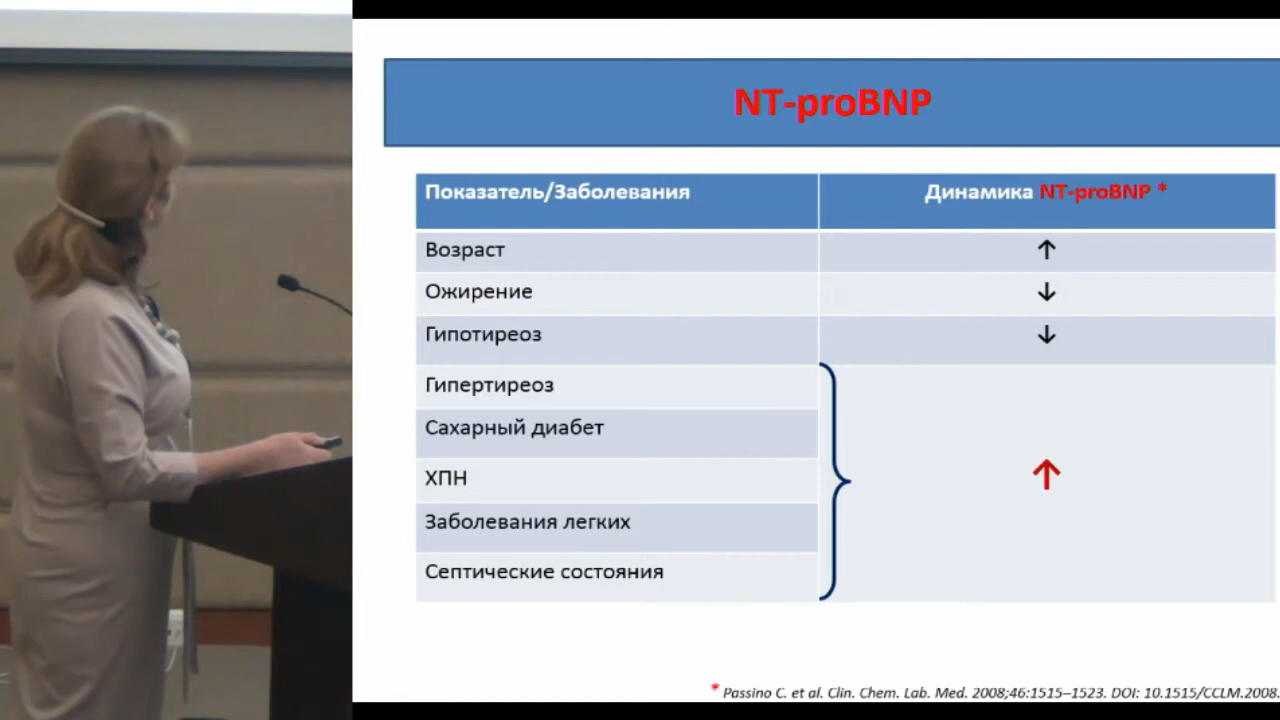 NT-proBNP
Показатель/Заболевания
Динамика NT-proBNP *
Возраст
↑
Ожирение
↓
Гипотиреоз
↓
Гипертиреоз
Сахарный диабет
ХПН
↑
Заболевания легких
Септические состояния
* Passino C. et al. Clin. Chem. Lab. Med. 2008;46:1515–1523. DOI: 10.1515/CCLM.2008.